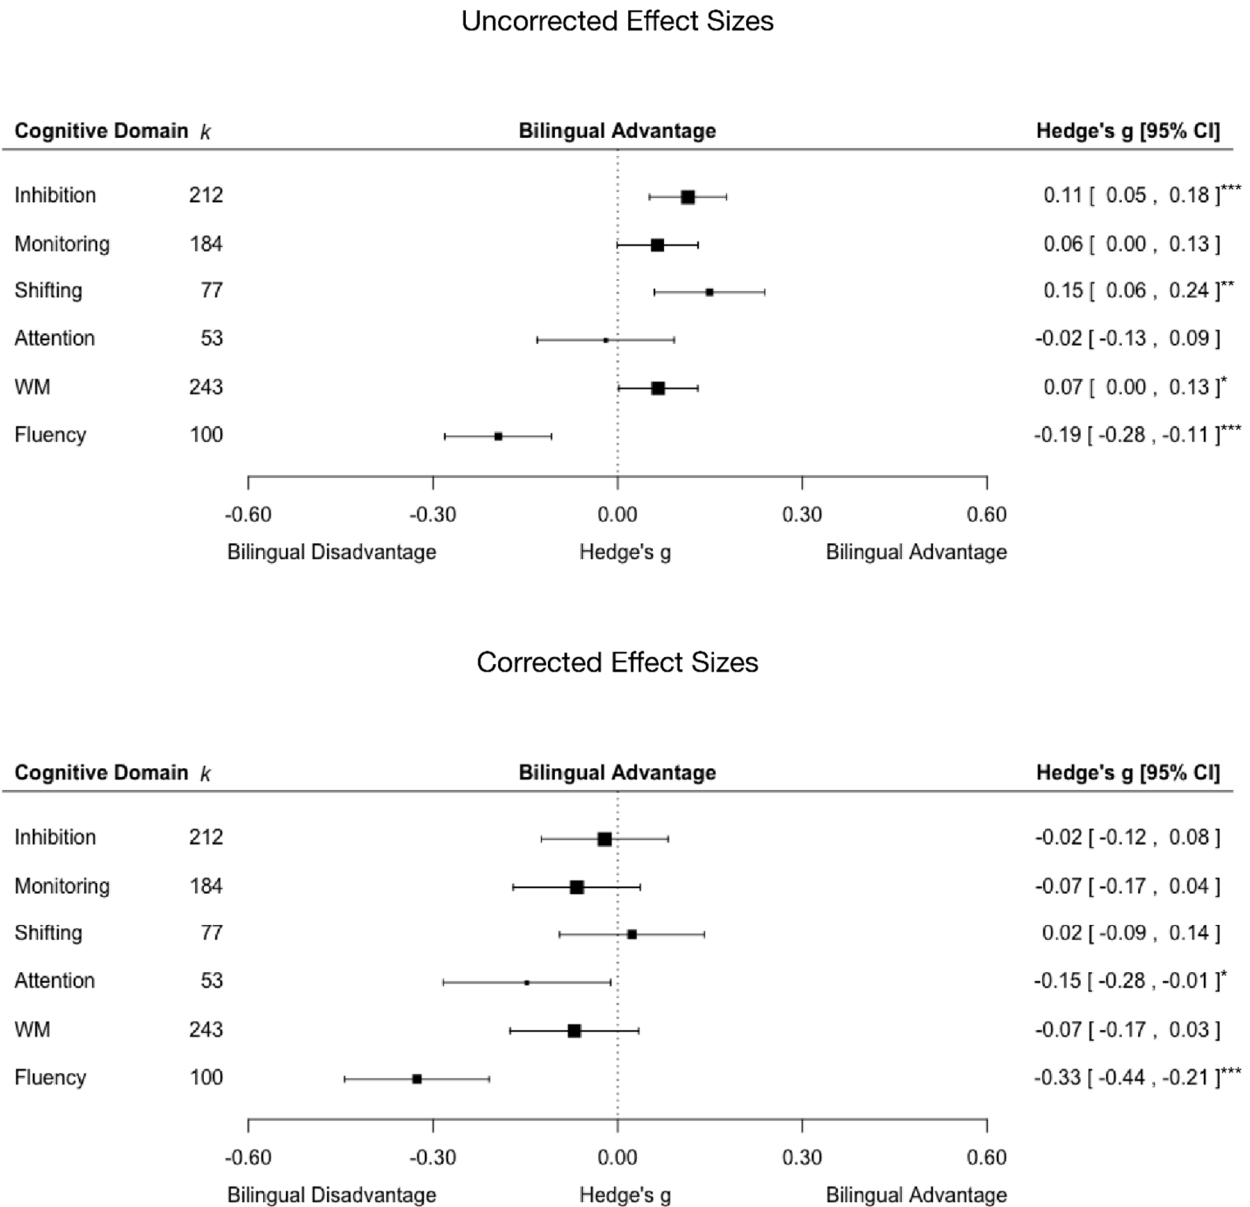 Uncorrected Effect Sizes
Cognitive Domain k Bilingual Advantage Hedge's g [95% CI]
Inhibition 212 0.11 [ 0.05 , 0.18 ]***
Monitoring 184 0.06 [ 0.00 , 0.13 ]
Shifting 77 0.15 [ 0.06 , 0.24 ]**
Attention 53 -0.02 [ -0.13 , 0.09 ]
WM 243 0.07 [ 0.00 , 0.13 ]*
Fluency 100 -0.19 [ -0.28 , -0.11 ]***
-0.60 -0.30 0.00 0.30 0.60
Bilingual Disadvantage Hedge's g Bilingual Advantage
Corrected Effect Sizes
Cognitive Domain k Bilingual Advantage Hedge's g [95% CI]
Inhibition 212 -0.02 [ -0.12 , 0.08 ]
Monitoring 184 -0.07 [ -0.17 , 0.04 ]
Shifting 77 0.02 [ -0.09 , 0.14 ]
Attention 53 -0.15 [ -0.28 , -0.01 ]*
WM 243 -0.07 [ -0.17 , 0.03 ]
Fluency 100 -0.33 [ -0.44 , -0.21 ]***
-0.60 -0.30 0.00 0.30 0.60
Bilingual Disadvantage Hedge's g Bilingual Advantage